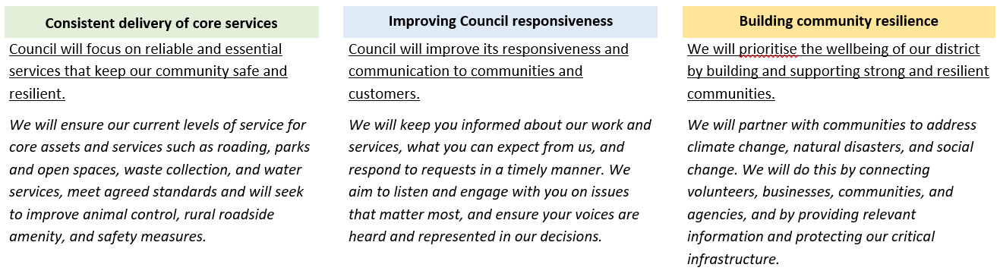 Consistent delivery of core services
Council will focus on reliable and essential
services that keep our community safe and
resilient.
We will ensure our current levels of service for
core assets and services such as roading, parks
and open spaces, waste collection, and water
services, meet agreed standards and will seek
to improve animal control, rural roadside
amenity, and safety measures.
Improving Council responsiveness
Council will improve its responsiveness and
communication to communities and
customers.
We will keep you informed about our work and
services, what you can expect from us, and
respond to requests in a timely manner. We
aim to listen and engage with you on issues
that matter most, and ensure your voices are
heard and represented in our decisions.
Building community resilience
We will prioritise the wellbeing of our district
by building and supporting strong and resilient
communities.
We will partner with communities to address
climate change, natural disasters, and social
change. We will do this by connecting
volunteers, businesses, communities, and
agencies, and by providing relevant
information and protecting our critical
infrastructure.